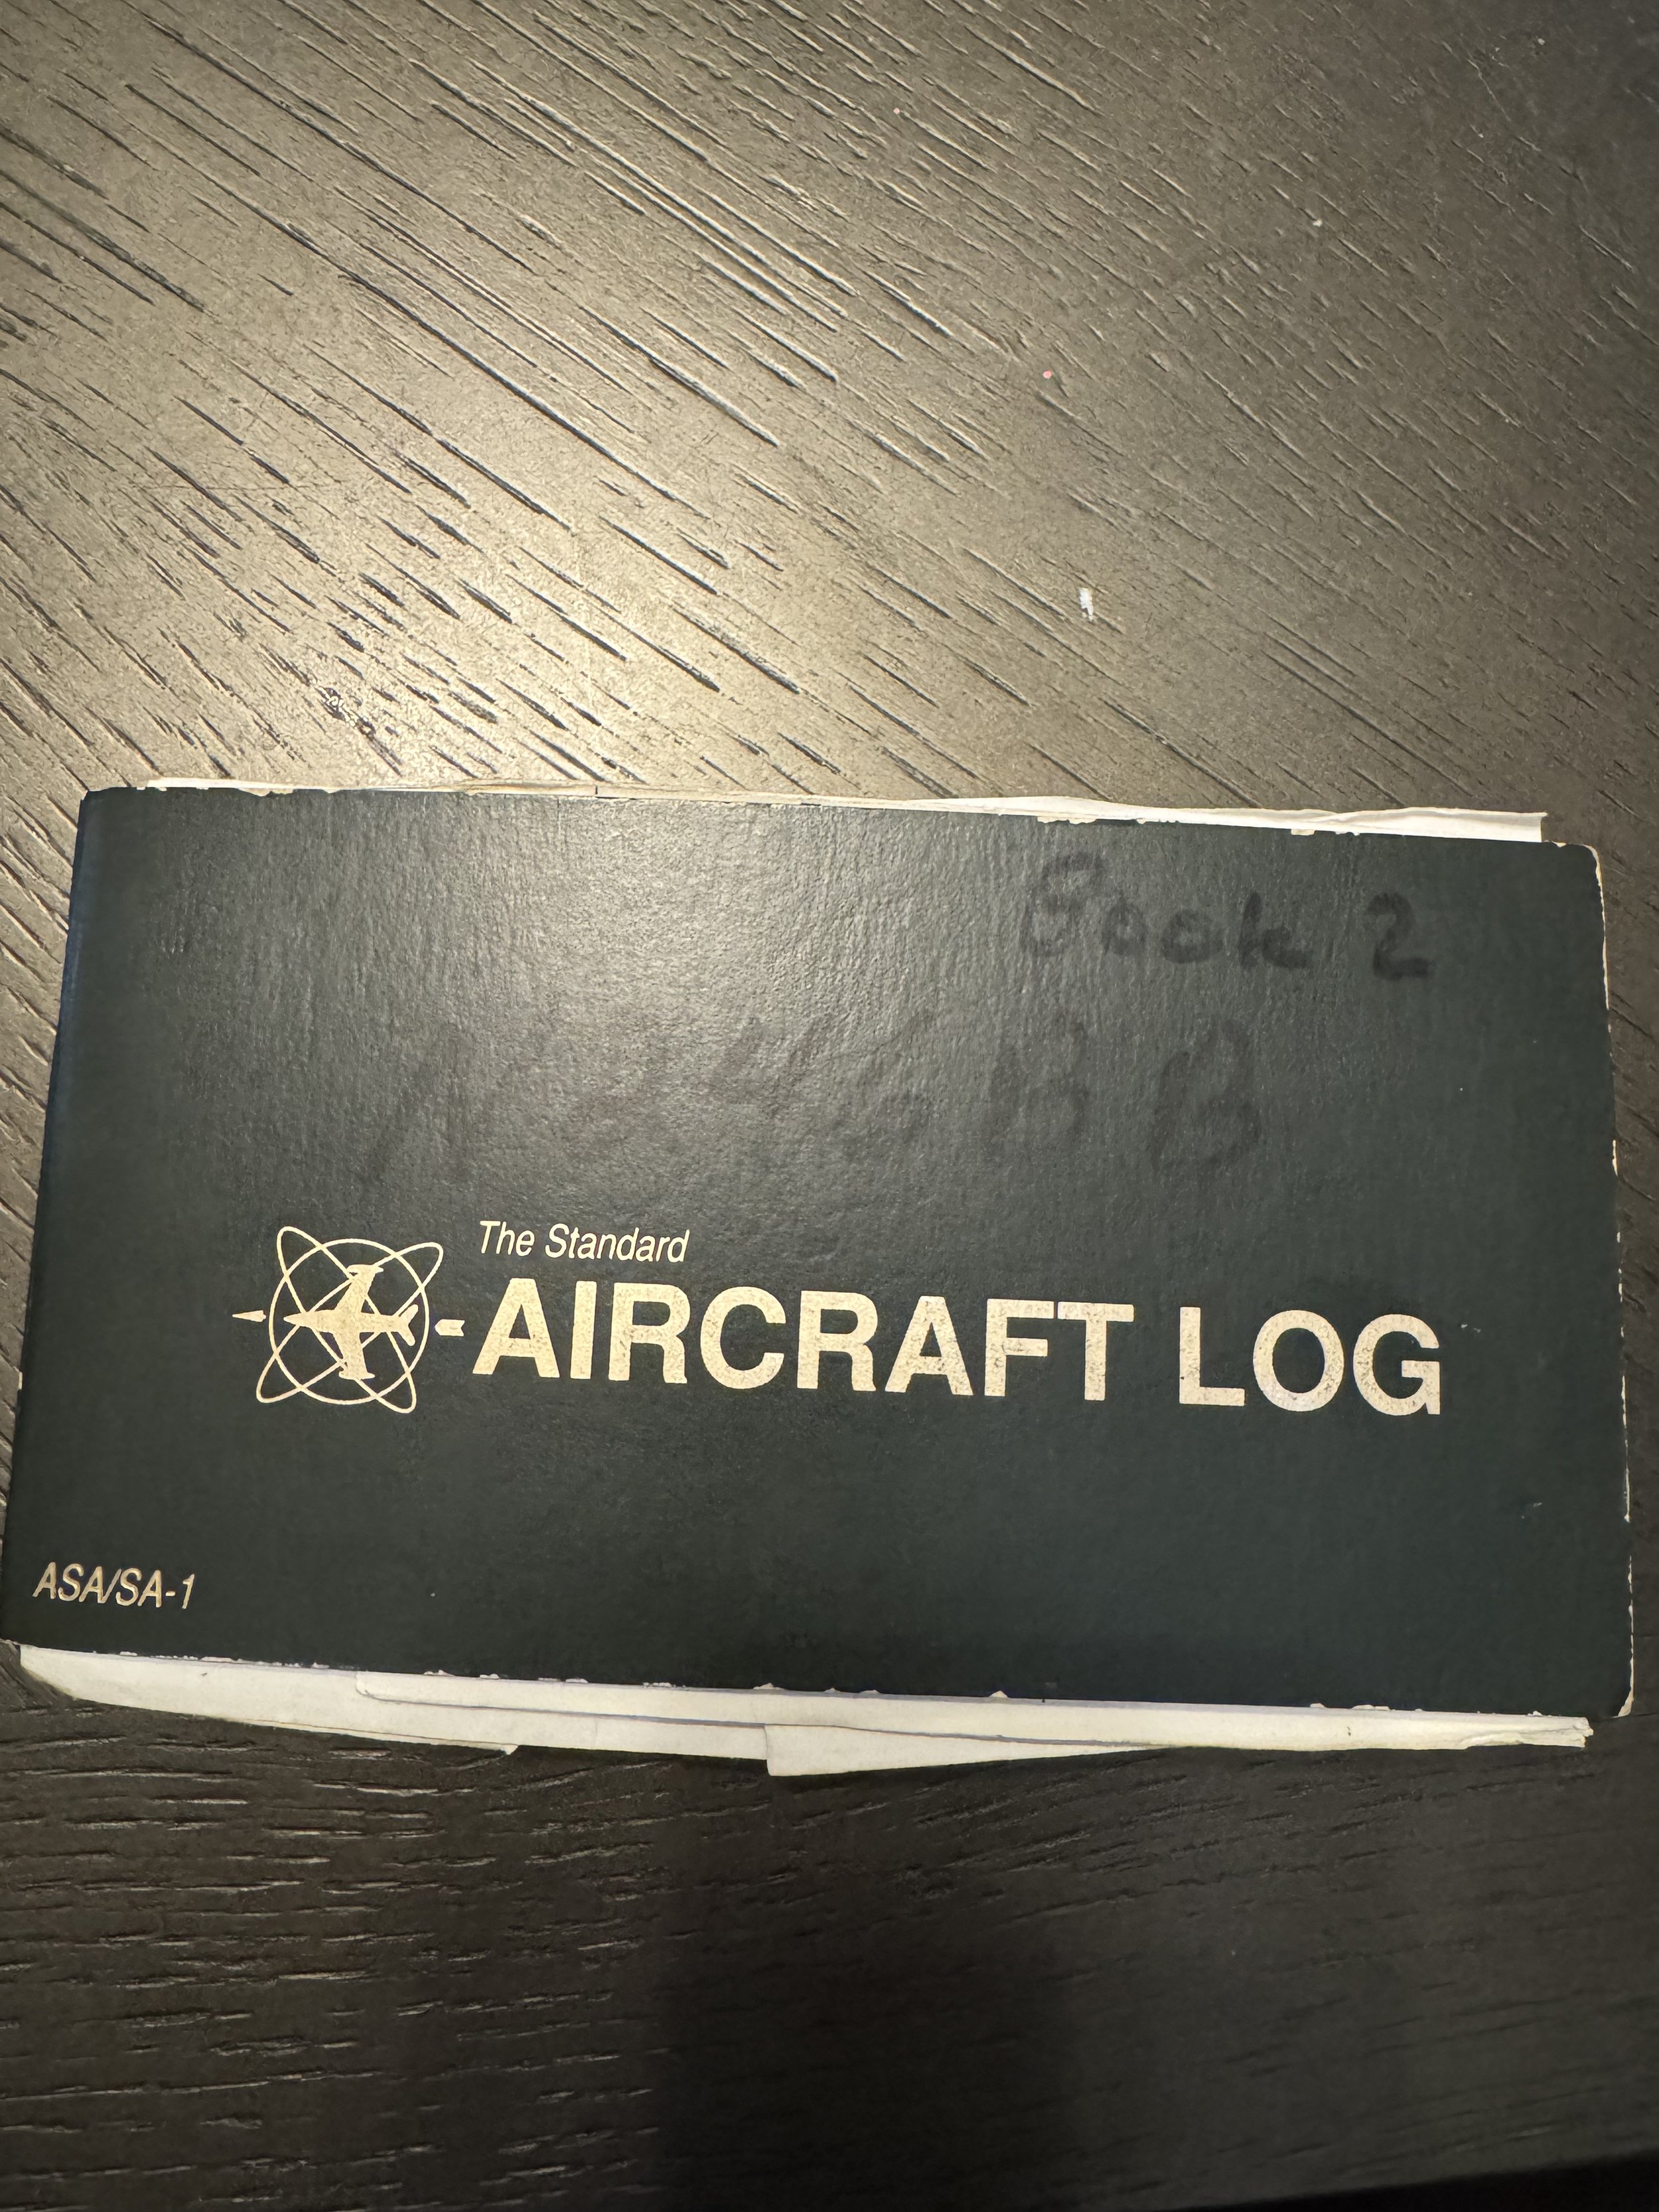 Book 2
The Standard
AIRCRAFT LOG
ASA/SA-1